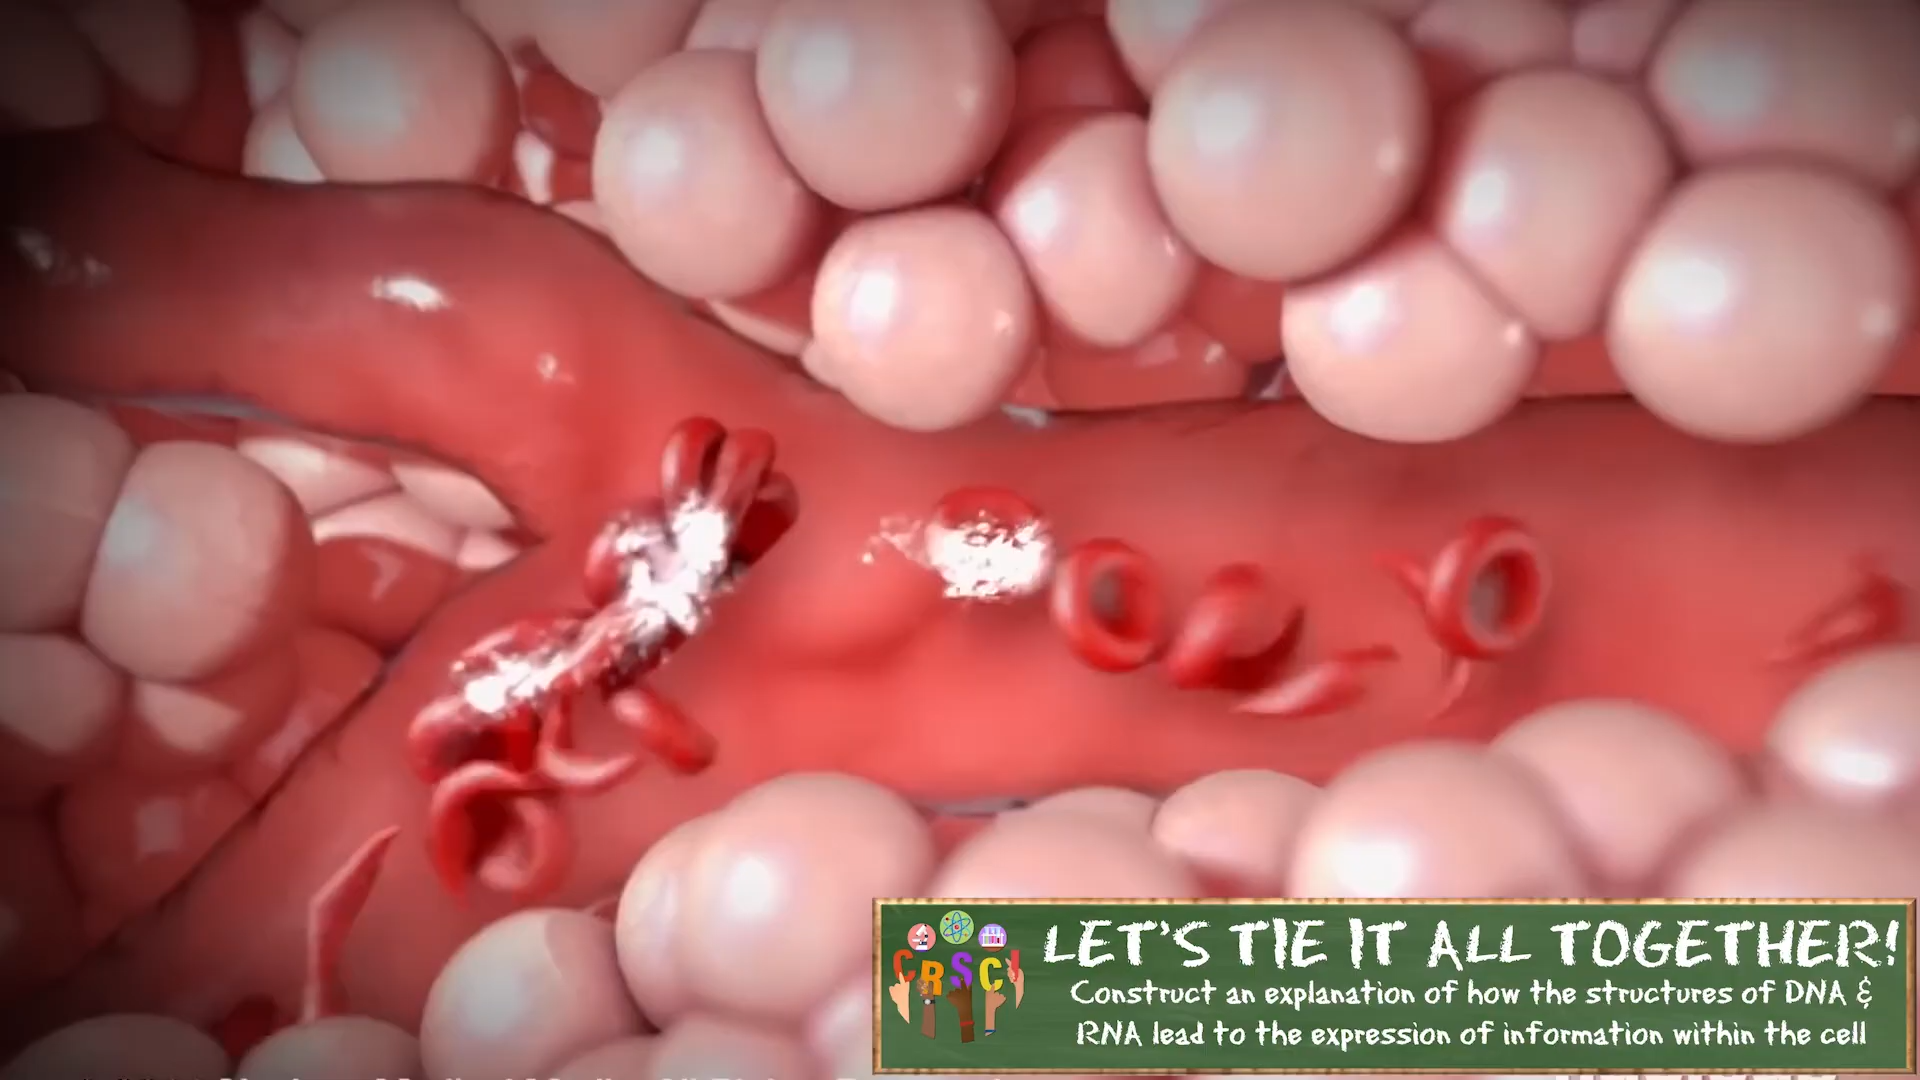 CRSCI
LET'S TIE IT ALL TOGETHER!
Construct an explanation of how the structures of DNA &
RNA lead to the expression of information within the cell